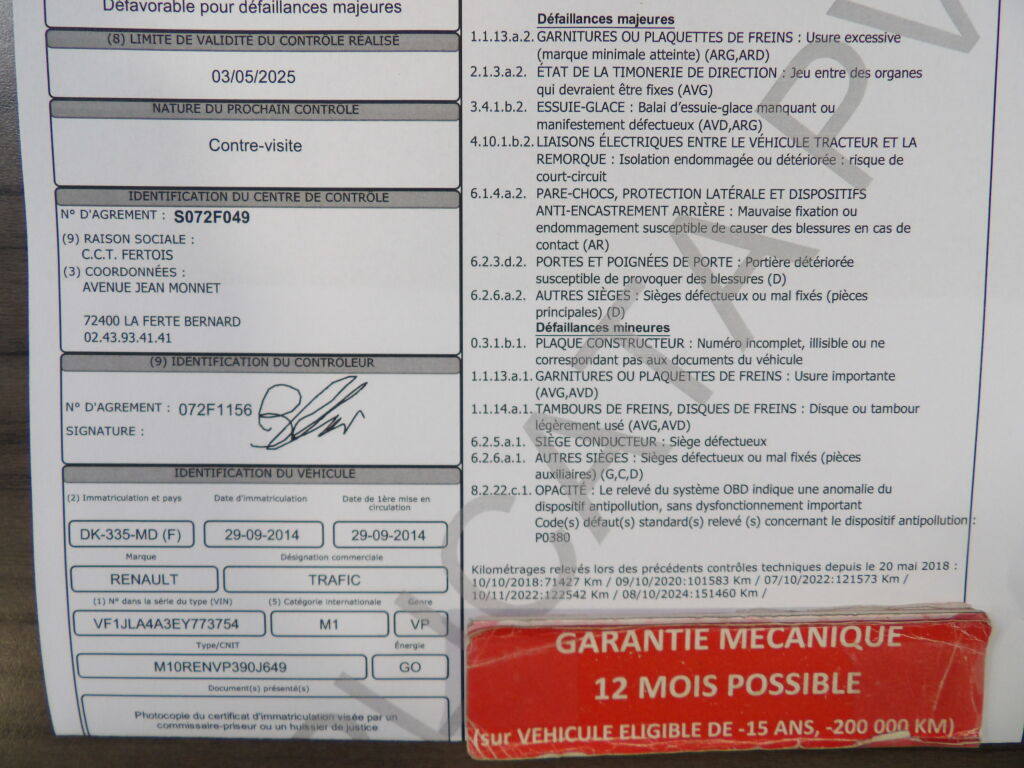 Défavorable pour défaillances majeures
(8) LIMITE DE VALIDITÉ DU CONTRÔLE RÉALISÉ
03/05/2025
NATURE DU PROCHAIN CONTRÔLE
Contre-visite
IDENTIFICATION DU CENTRE DE CONTRÔLE
N° D'AGREMENT : S072F049
(9) RAISON SOCIALE :
C.C.T. FERTOIS
(3) COORDONNÉES :
AVENUE JEAN MONNET
72400 LA FERTE BERNARD
02.43.93.41.41
(9) IDENTIFICATION DU CONTRÔLEUR
N° D'AGREMENT : 072F1156
SIGNATURE :
IDENTIFICATION DU VÉHICULE
(2) Immatriculation et pays Date d'immatriculation Date de 1ère mise en
circulation
DK-335-MD (F) 29-09-2014 29-09-2014
Marque Désignation commerciale
RENAULT TRAFIC
(1) N° dans la série du type (VIN) (5) Catégorie internationale Genre
VF1JLA4A3EY773754 M1 VP
Type/CNIT Énergie
M10RENVP390J649 GO
Document(s) présenté(s)
Photocopie du certificat d'immatriculation visée par un
commissaire-priseur ou un huissier de justice
Défaillances majeures
1.1.13.a.2. GARNITURES OU PLAQUETTES DE FREINS : Usure excessive
(marque minimale atteinte) (ARG,ARD)
2.1.3.a.2. ÉTAT DE LA TIMONERIE DE DIRECTION : Jeu entre des organes
qui devraient être fixes (AVG)
3.4.1.b.2. ESSUIE-GLACE : Balai d'essuie-glace manquant ou
manifestement défectueux (AVD,ARG)
4.10.1.b.2. LIAISONS ÉLECTRIQUES ENTRE LE VÉHICULE TRACTEUR ET LA
REMORQUE : Isolation endommagée ou détériorée : risque de
court-circuit
6.1.4.a.2. PARE-CHOCS, PROTECTION LATÉRALE ET DISPOSITIFS
ANTI-ENCASTREMENT ARRIÈRE : Mauvaise fixation ou
endommagement susceptible de causer des blessures en cas de
contact (AR)
6.2.3.d.2. PORTES ET POIGNÉES DE PORTE : Portière détériorée
susceptible de provoquer des blessures (D)
6.2.6.a.2. AUTRES SIÈGES : Sièges défectueux ou mal fixés (pièces
principales) (D)
Défaillances mineures
0.3.1.b.1. PLAQUE CONSTRUCTEUR : Numéro incomplet, illisible ou ne
correspondant pas aux documents du véhicule
1.1.13.a.1. GARNITURES OU PLAQUETTES DE FREINS : Usure importante
(AVG,AVD)
1.1.14.a.1. TAMBOURS DE FREINS, DISQUES DE FREINS : Disque ou tambour
légèrement usé (AVG,AVD)
6.2.5.a.1. SIÈGE CONDUCTEUR : Siège défectueux
6.2.6.a.1. AUTRES SIÈGES : Sièges défectueux ou mal fixés (pièces
auxiliaires) (G,C,D)
8.2.22.c.1. OPACITÉ : Le relevé du système OBD indique une anomalie du
dispositif antipollution, sans dysfonctionnement important
Code(s) défaut(s) standard(s) relevé (s) concernant le dispositif antipollution :
P0380
Kilométrages relevés lors des précédents contrôles techniques depuis le 20 mai 2018 :
10/10/2018:71427 Km / 09/10/2020:101583 Km / 07/10/2022:121573 Km /
10/11/2022:122542 Km / 08/10/2024:151460 Km /
GARANTIE MECANIQUE
12 MOIS POSSIBLE
(sur VEHICULE ELIGIBLE DE -15 ANS, -200 000 KM)